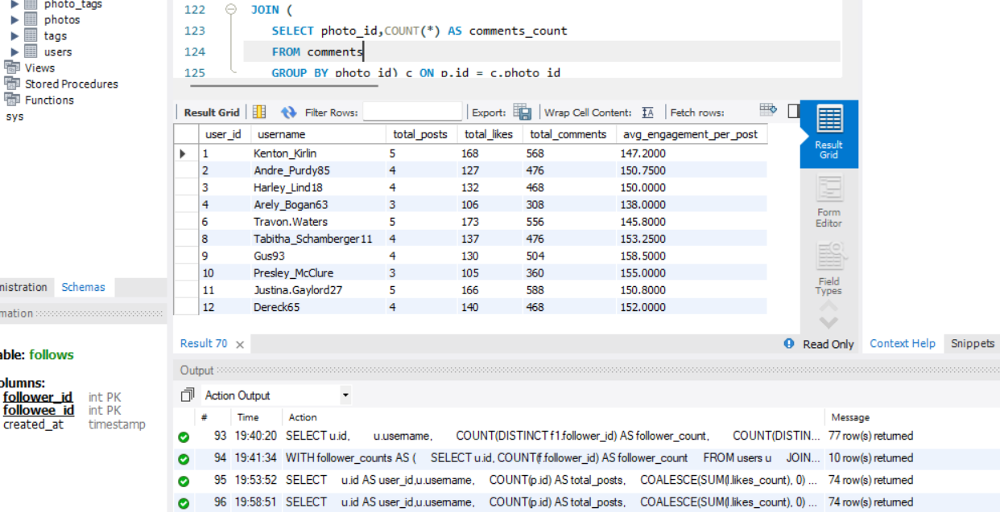 photo_tags
photos
tags
users
Views
Stored Procedures
Functions
sys
122 JOIN (
123 SELECT photo_id,COUNT(*) AS comments_count
124 FROM comments
125 GROUP BY photo_id) c ON p.id = c.photo_id
Result Grid Filter Rows: Export: Wrap Cell Content: Fetch rows:
user_id username total_posts total_likes total_comments avg_engagement_per_post
1 Kenton_Kirlin 5 168 568 147.2000
2 Andre_Purdy85 4 127 476 150.7500
3 Harley_Lind18 4 132 468 150.0000
4 Arely_Bogan63 3 106 308 138.0000
6 Travon.Waters 5 173 556 145.8000
8 Tabitha_Schamberger11 4 137 476 153.2500
9 Gus93 4 130 504 158.5000
10 Presley_McClure 3 105 360 155.0000
11 Justina.Gaylord27 5 166 588 150.8000
12 Dereck65 4 140 468 152.0000
Result
Grid
Form
Editor
Field
Types
nistration Schemas
mation
able: follows
olumns:
follower_id int PK
followee_id int PK
created_at timestamp
Result 70
Read Only Context Help Snippets
Output
Action Output
# Time Action Message
93 19:40:20 SELECT u.id, u.username, COUNT(DISTINCT f1.follower_id) AS follower_count, COUNT(DISTIN... 77 row(s) returned
94 19:41:34 WITH follower_counts AS ( SELECT u.id, COUNT(f.follower_id) AS follower_count FROM users u JOIN... 10 row(s) returned
95 19:53:52 SELECT u.id AS user_id,u.username, COUNT(p.id) AS total_posts, COALESCE(SUM(l.likes_count), 0) ... 74 row(s) returned
96 19:58:51 SELECT u.id AS user_id,u.username, COUNT(p.id) AS total_posts, COALESCE(SUM(l.likes_count), 0) ... 74 row(s) returned